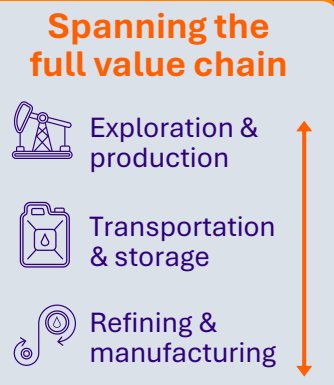 Spanning the
full value chain
Exploration &
production
Transportation
& storage
Refining &
manufacturing